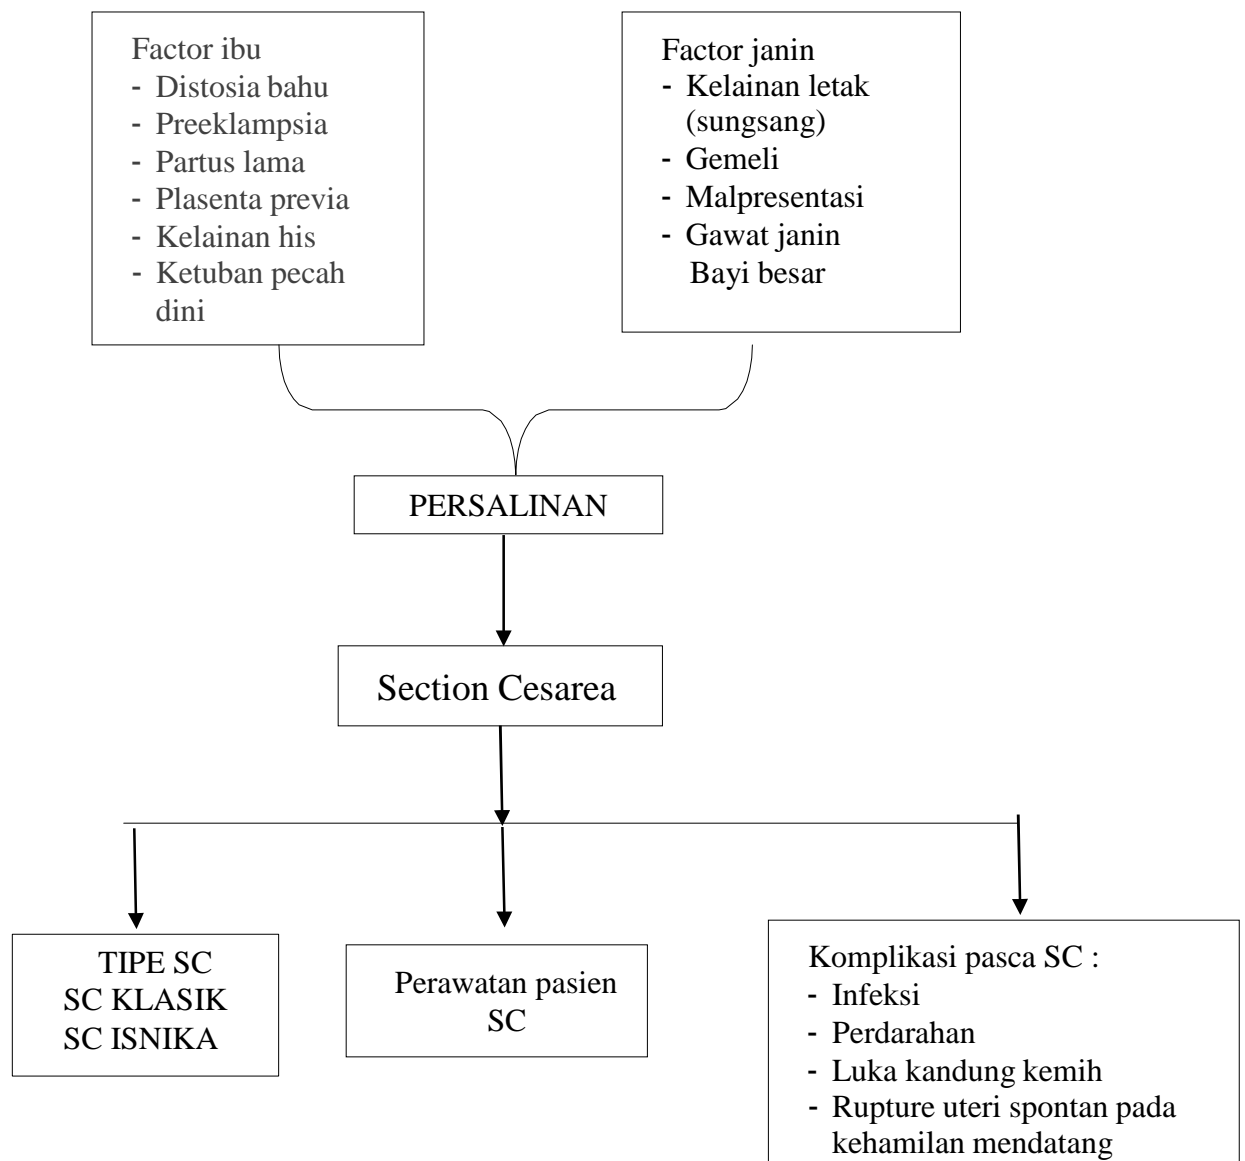 Factor ibu
- Distosia bahu
- Preeklampsia
- Partus lama
- Plasenta previa
- Kelainan his
- Ketuban pecah
dini
Factor janin
- Kelainan letak
(sungsang)
- Gemeli
- Malpresentasi
- Gawat janin
Bayi besar
PERSALINAN
Section Cesarea
TIPE SC
SC KLASIK
SC ISNIKA
Perawatan pasien
SC
Komplikasi pasca SC :
- Infeksi
- Perdarahan
- Luka kandung kemih
- Rupture uteri spontan pada
kehamilan mendatang